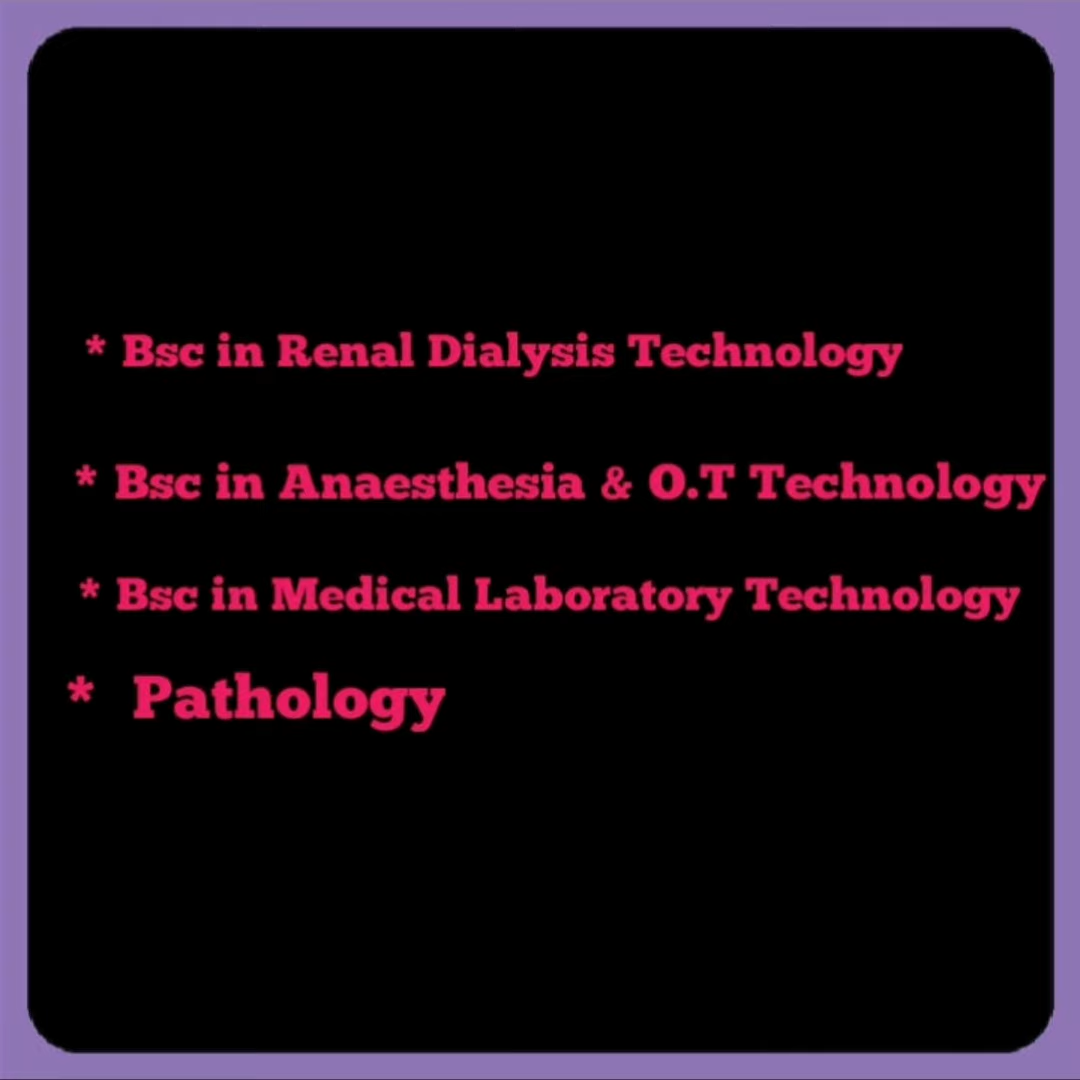 * Bsc in Renal Dialysis Technology
* Bsc in Anaesthesia & O.T Technology
* Bsc in Medical Laboratory Technology
* Pathology